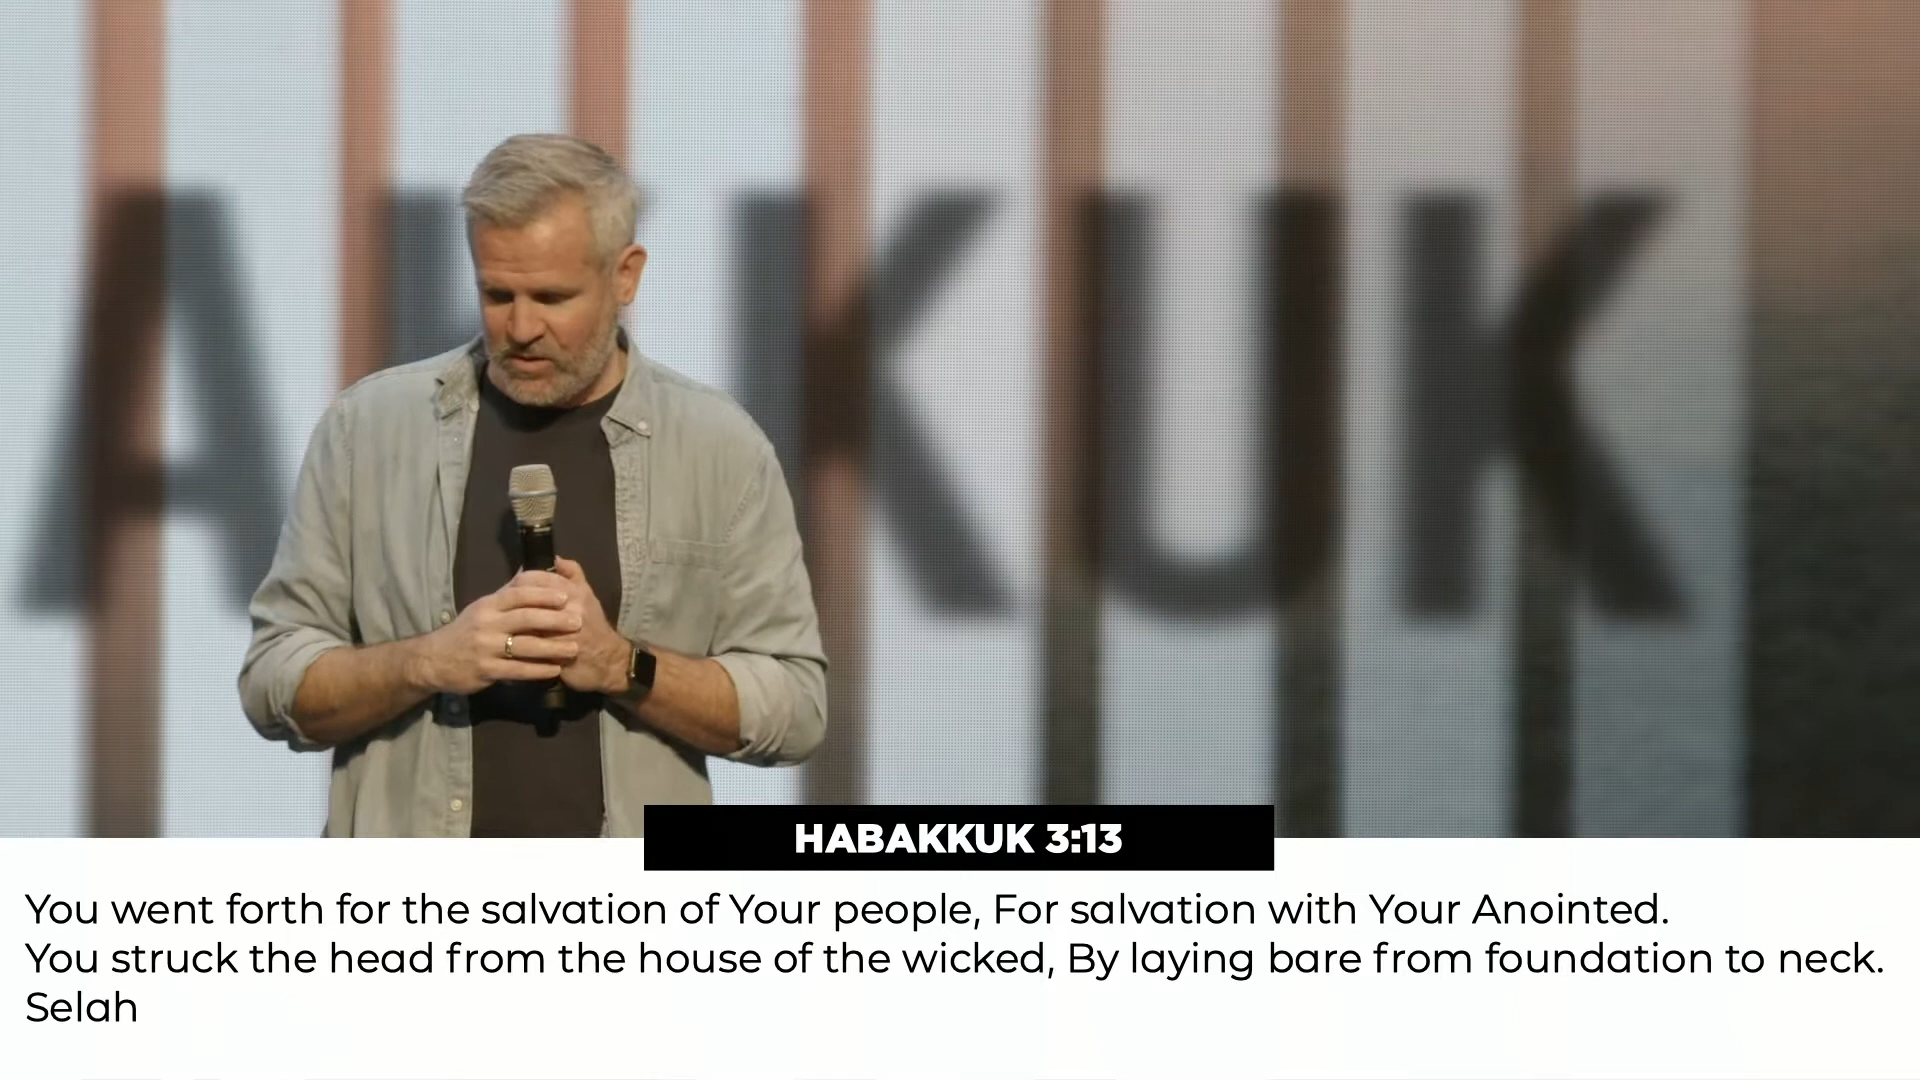 AKKUK
HABAKKUK 3:13
You went forth for the salvation of Your people, For salvation with Your Anointed.
You struck the head from the house of the wicked, By laying bare from foundation to neck.
Selah